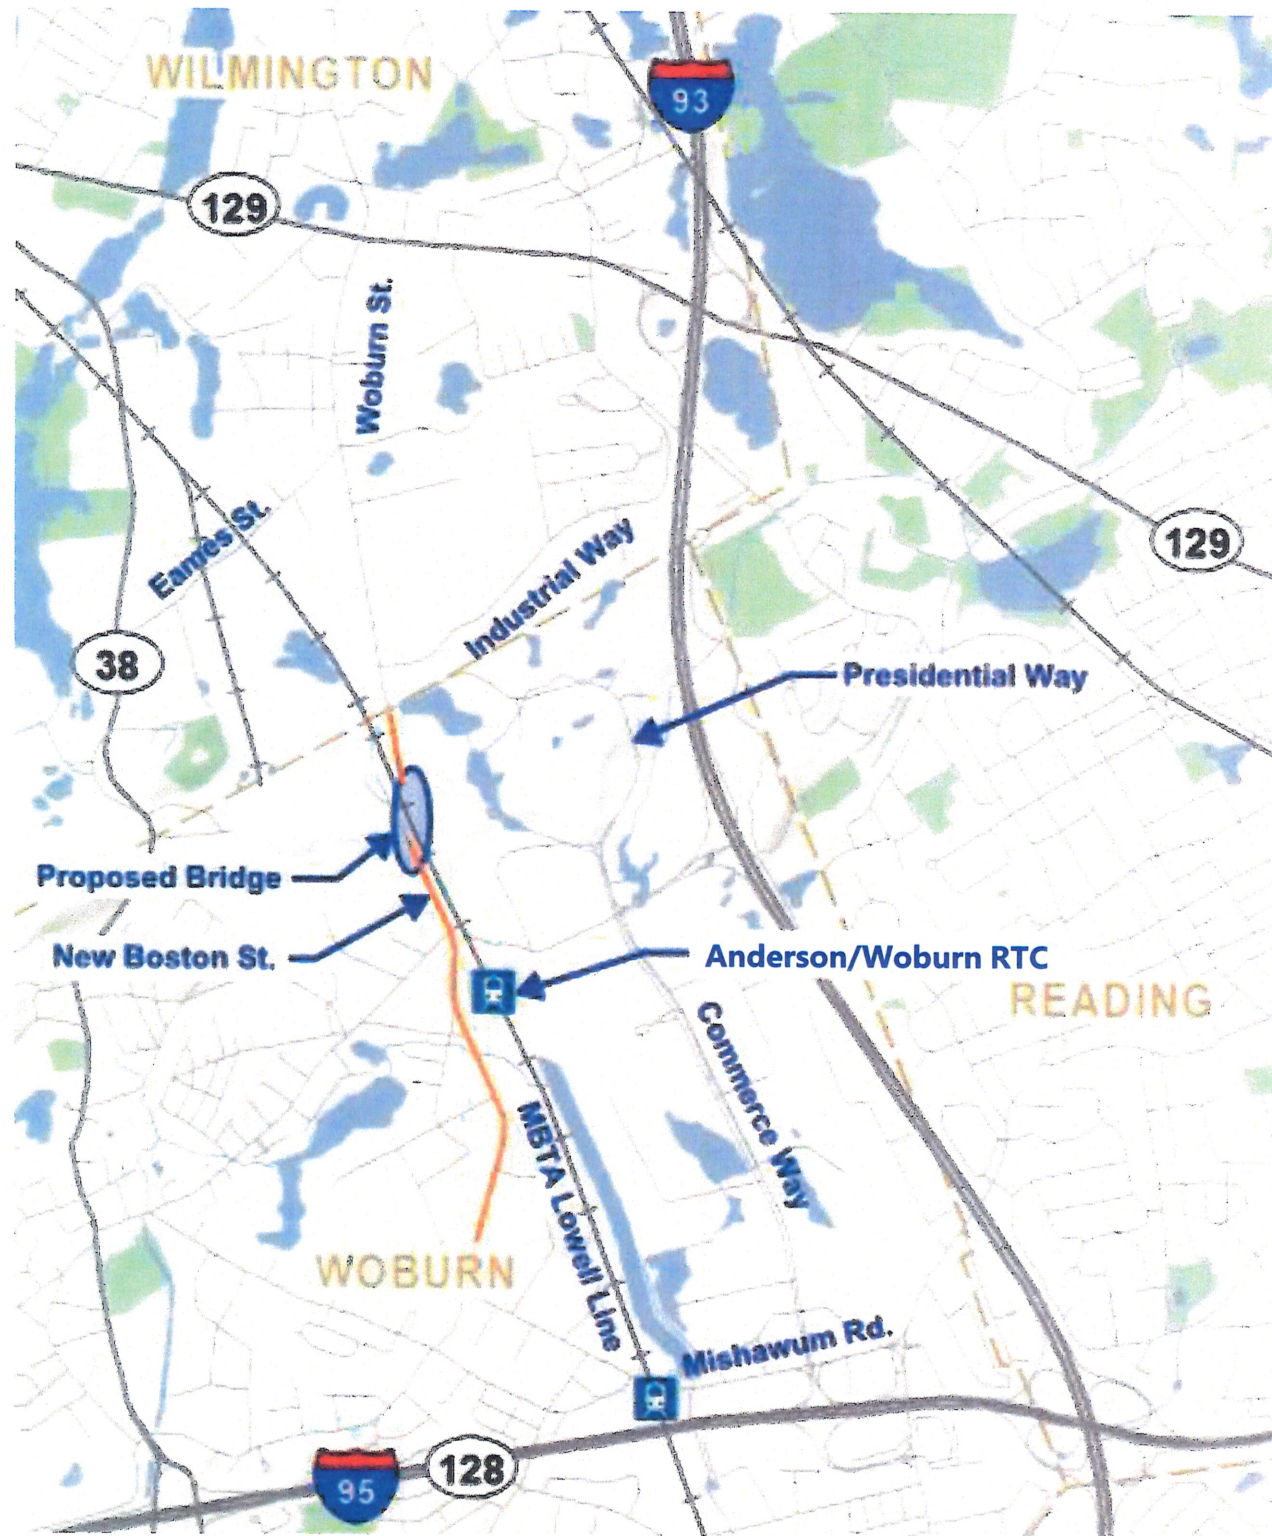 WILMINGTON
93
129
Woburn St.
Eames St.
129
Industrial Way
38
Presidential Way
Proposed Bridge
New Boston St.
Anderson/Woburn RTC
READING
Commerce Way
MBTA Lowell Line
WOBURN
Mishawum Rd.
128
95